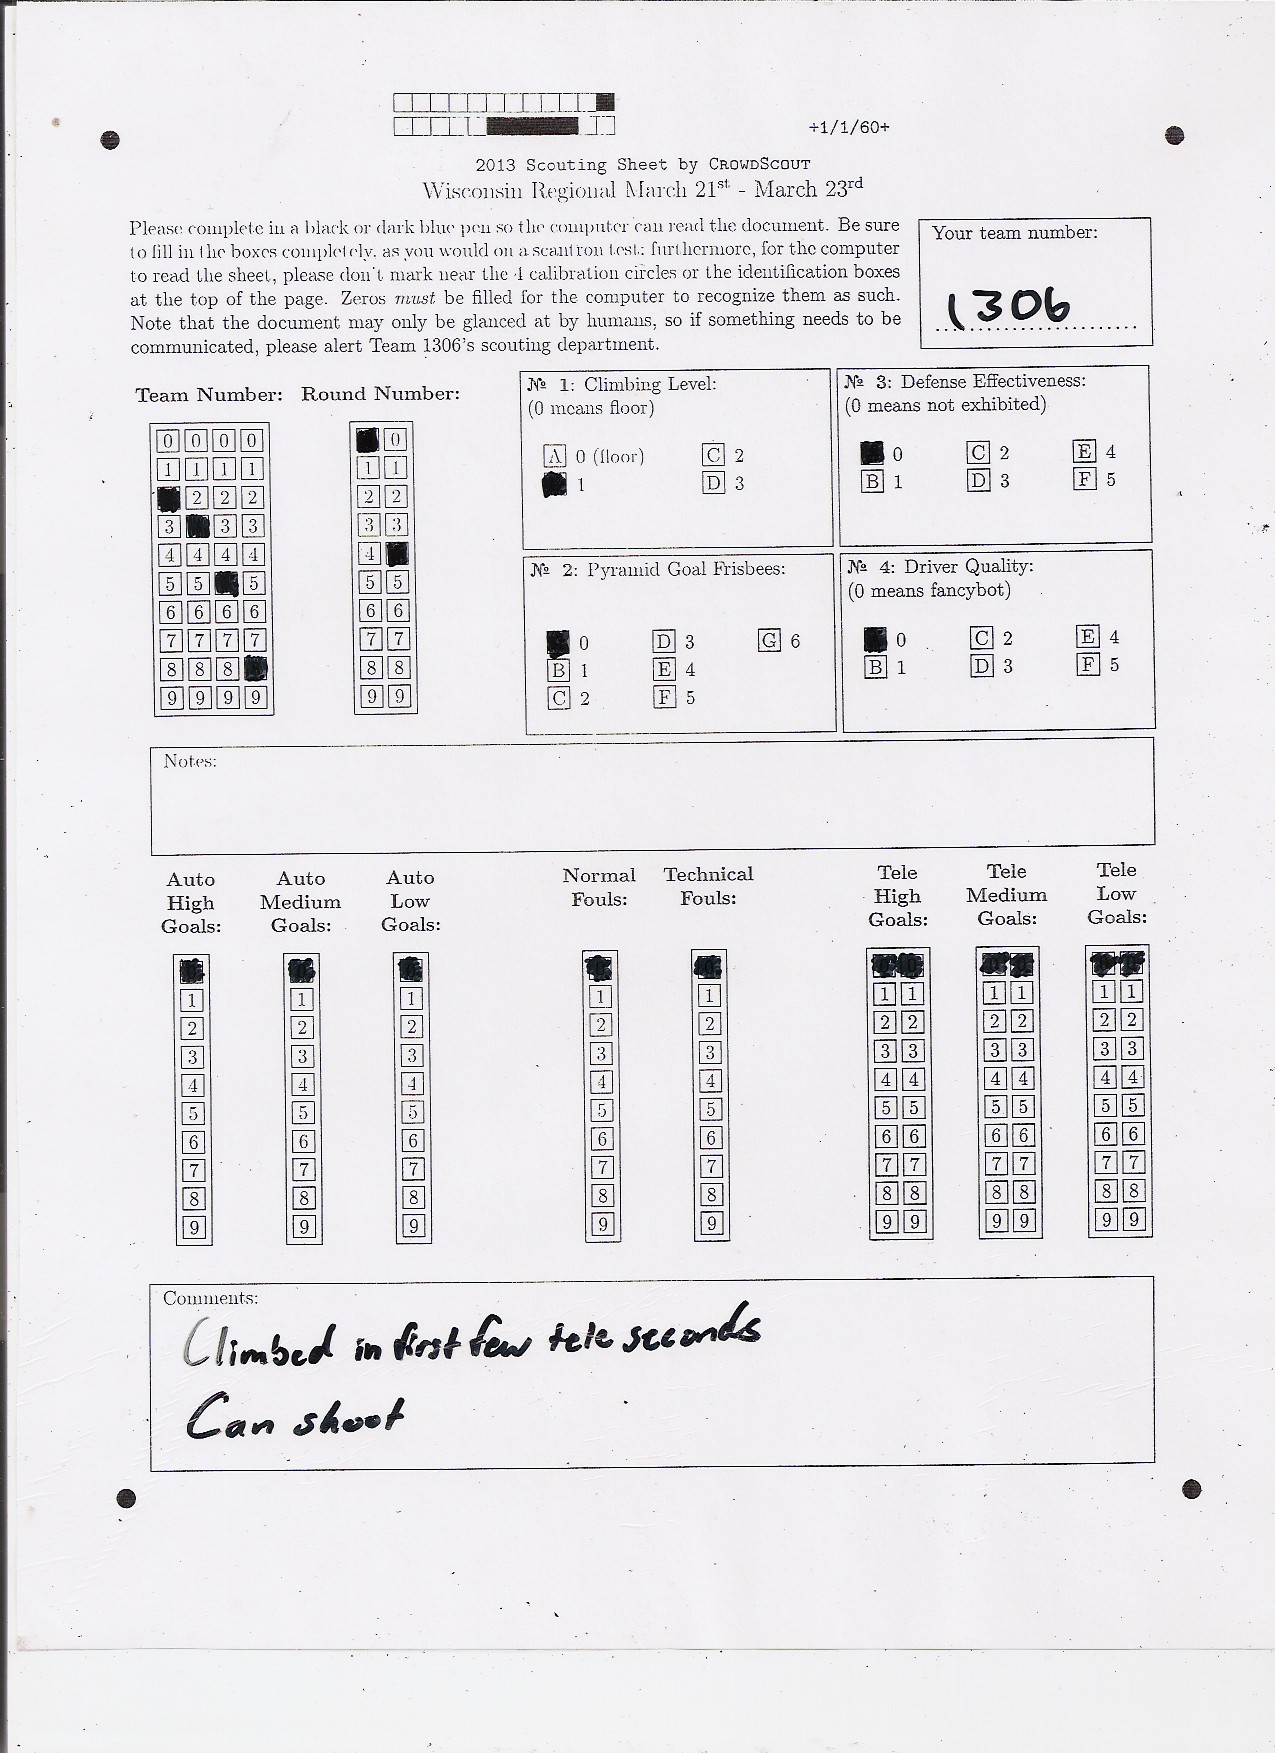 +1/1/60+
2013 Scouting Sheet by CrowdScout
Wisconsin Regional March 21st - March 23rd
Please complete in a black or dark blue pen so the computer can read the document. Be sure
to fill in the boxes completely, as you would on a scantron test; furthermore, for the computer
to read the sheet, please don't mark near the 4 calibration circles or the identification boxes
at the top of the page. Zeros must be filled for the computer to recognize them as such.
Note that the document may only be glanced at by humans, so if something needs to be
communicated, please alert Team 1306's scouting department.
Your team number:
1306
Team Number: Round Number:
0 0 0 0 0
1 1 1 1 1 1
2 2 2 2 2
3 3 3 3 3
4 4 4 4 4
5 5 5 5 5
6 6 6 6 6 6
7 7 7 7 7 7
8 8 8 8 8
9 9 9 9 9 9
№ 1: Climbing Level:
(0 means floor)
A 0 (floor) C 2
1 D 3
№ 3: Defense Effectiveness:
(0 means not exhibited)
0 C 2 E 4
B 1 D 3 F 5
№ 2: Pyramid Goal Frisbees:
0 D 3 G 6
B 1 E 4
C 2 F 5
№ 4: Driver Quality:
(0 means fancybot)
0 C 2 E 4
B 1 D 3 F 5
Notes:
Auto High Goals:
Auto Medium Goals:
Auto Low Goals:
Normal Fouls:
Technical Fouls:
Tele High Goals:
Tele Medium Goals:
Tele Low Goals:
1 1 1 1 1 1 1 1 1 1 1
2 2 2 2 2 2 2 2 2 2 2
3 3 3 3 3 3 3 3 3 3 3
4 4 4 4 4 4 4 4 4 4 4
5 5 5 5 5 5 5 5 5 5 5
6 6 6 6 6 6 6 6 6 6 6
7 7 7 7 7 7 7 7 7 7 7
8 8 8 8 8 8 8 8 8 8 8
9 9 9 9 9 9 9 9 9 9 9
Comments:
Climbed in first few tele seconds
Can shoot